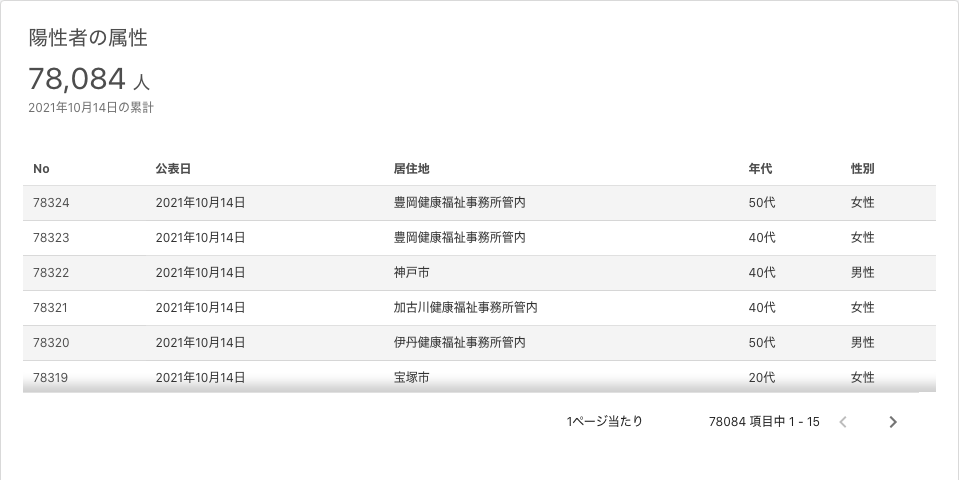 陽性者の属性
78,084 人
2021年10月14日の累計
No 公表日 居住地 年代 性別
78324 2021年10月14日 豊岡健康福祉事務所管内 50代 女性
78323 2021年10月14日 豊岡健康福祉事務所管内 40代 女性
78322 2021年10月14日 神戸市 40代 男性
78321 2021年10月14日 加古川健康福祉事務所管内 40代 女性
78320 2021年10月14日 伊丹健康福祉事務所管内 50代 男性
78319 2021年10月14日 宝塚市 20代 女性
1ページ当たり 78084 項目中 1 - 15